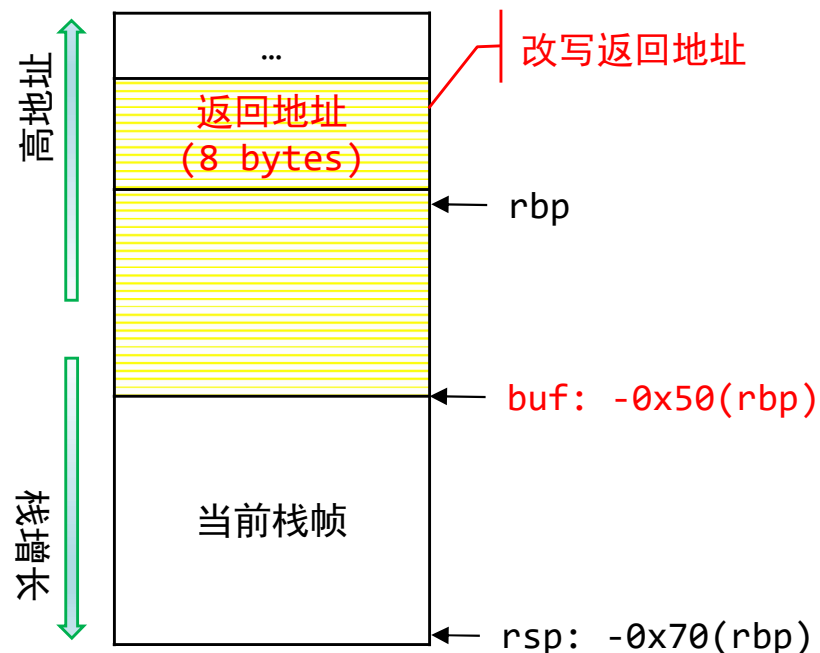 高地址
...
改写返回地址
返回地址
(8 bytes)
rbp
buf: -0x50(rbp)
栈增长
当前栈帧
rsp: -0x70(rbp)